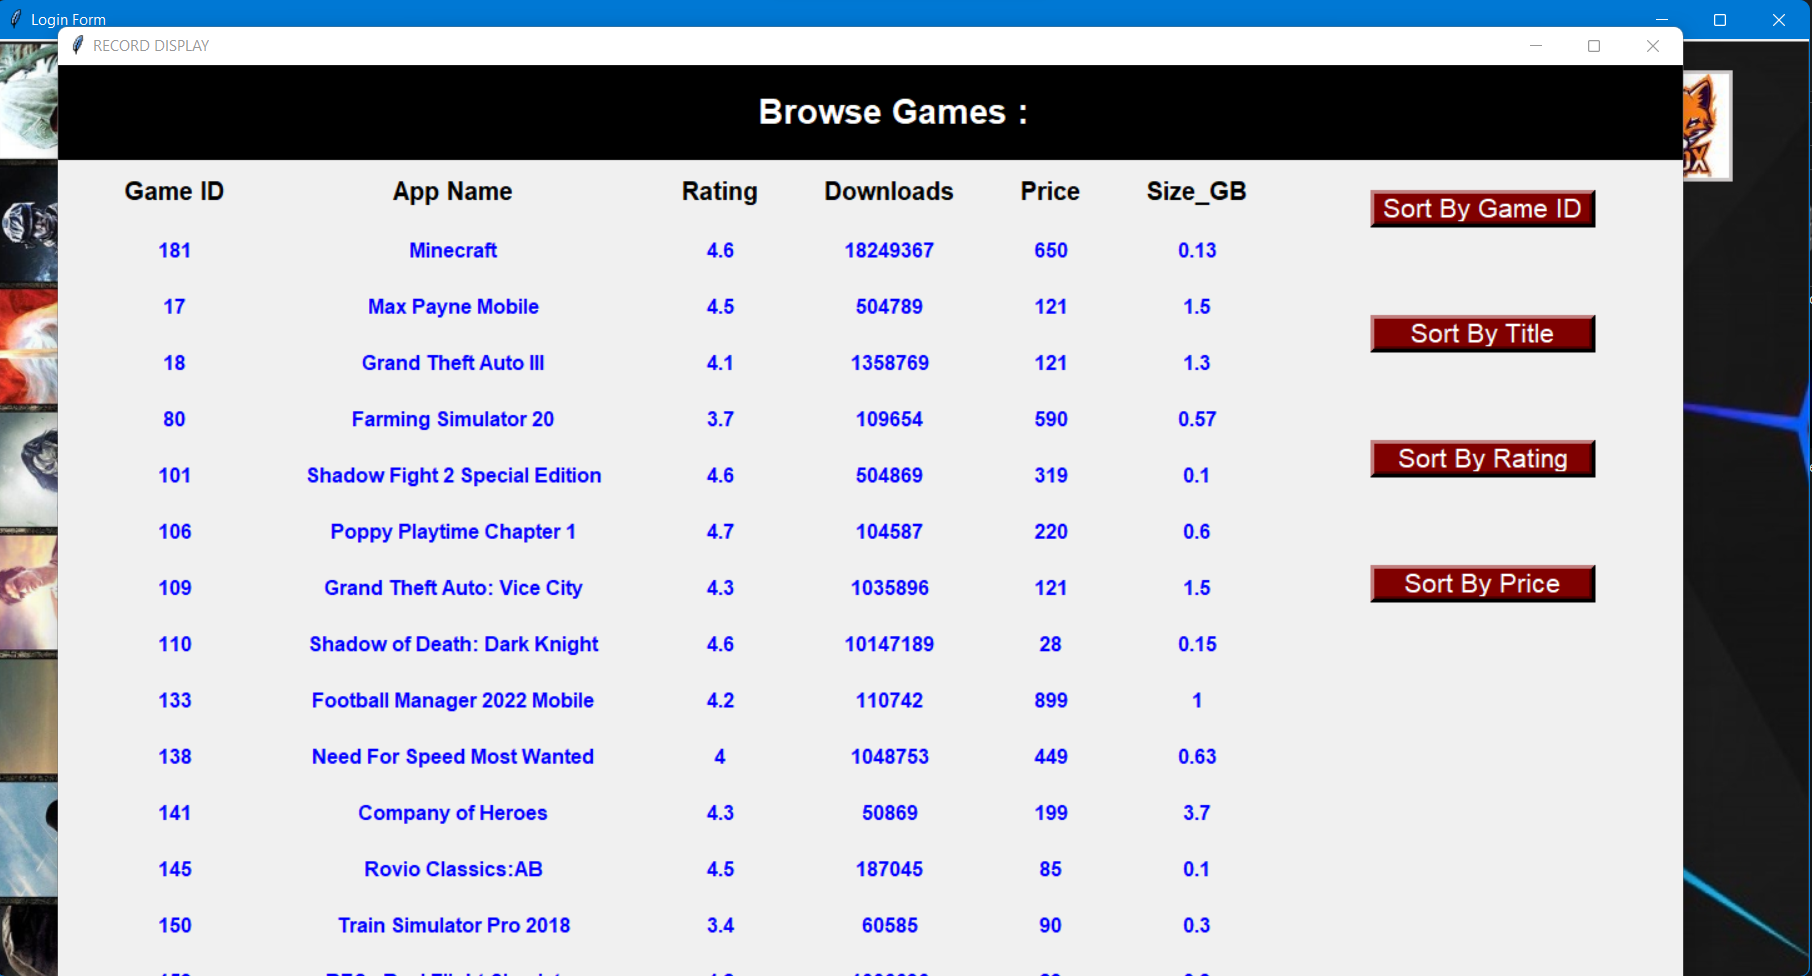 Login Form
RECORD DISPLAY
Browse Games :
Game ID App Name Rating Downloads Price Size_GB
181 Minecraft 4.6 18249367 650 0.13
17 Max Payne Mobile 4.5 504789 121 1.5
18 Grand Theft Auto III 4.1 1358769 121 1.3
80 Farming Simulator 20 3.7 109654 590 0.57
101 Shadow Fight 2 Special Edition 4.6 504869 319 0.1
106 Poppy Playtime Chapter 1 4.7 104587 220 0.6
109 Grand Theft Auto: Vice City 4.3 1035896 121 1.5
110 Shadow of Death: Dark Knight 4.6 10147189 28 0.15
133 Football Manager 2022 Mobile 4.2 110742 899 1
138 Need For Speed Most Wanted 4 1048753 449 0.63
141 Company of Heroes 4.3 50869 199 3.7
145 Rovio Classics:AB 4.5 187045 85 0.1
150 Train Simulator Pro 2018 3.4 60585 90 0.3
Sort By Game ID
Sort By Title
Sort By Rating
Sort By Price